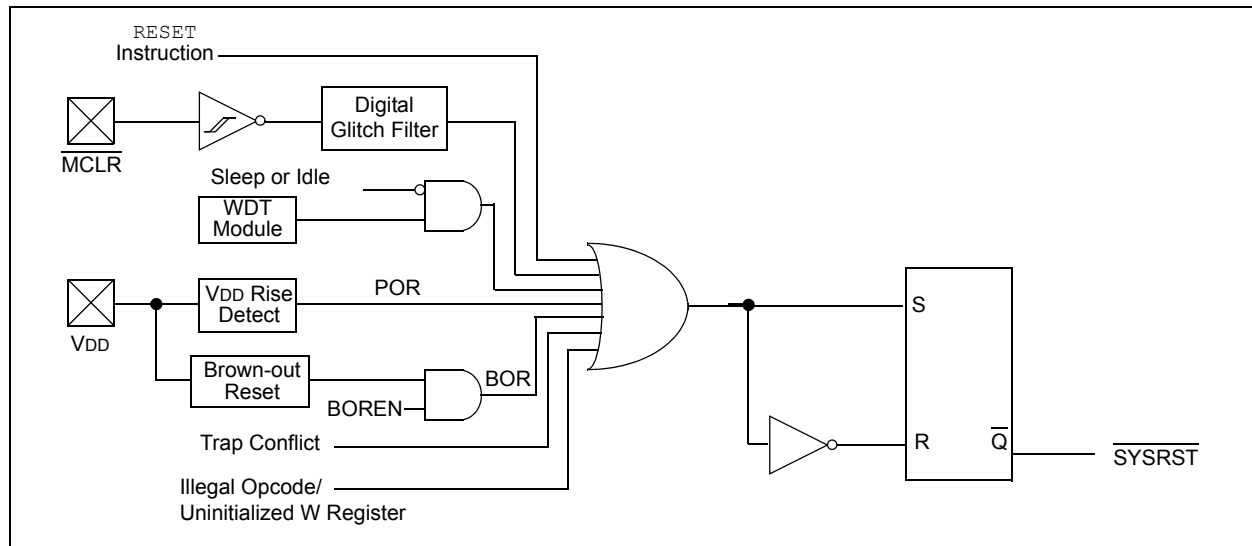 RESET
Instruction
Digital
Glitch Filter
MCLR
Sleep or Idle
WDT
Module
VDD Rise
Detect
POR
VDD
Brown-out
Reset
BOR
BOREN
Trap Conflict
Illegal Opcode/
Uninitialized W Register
S
R
Q
SYSRST